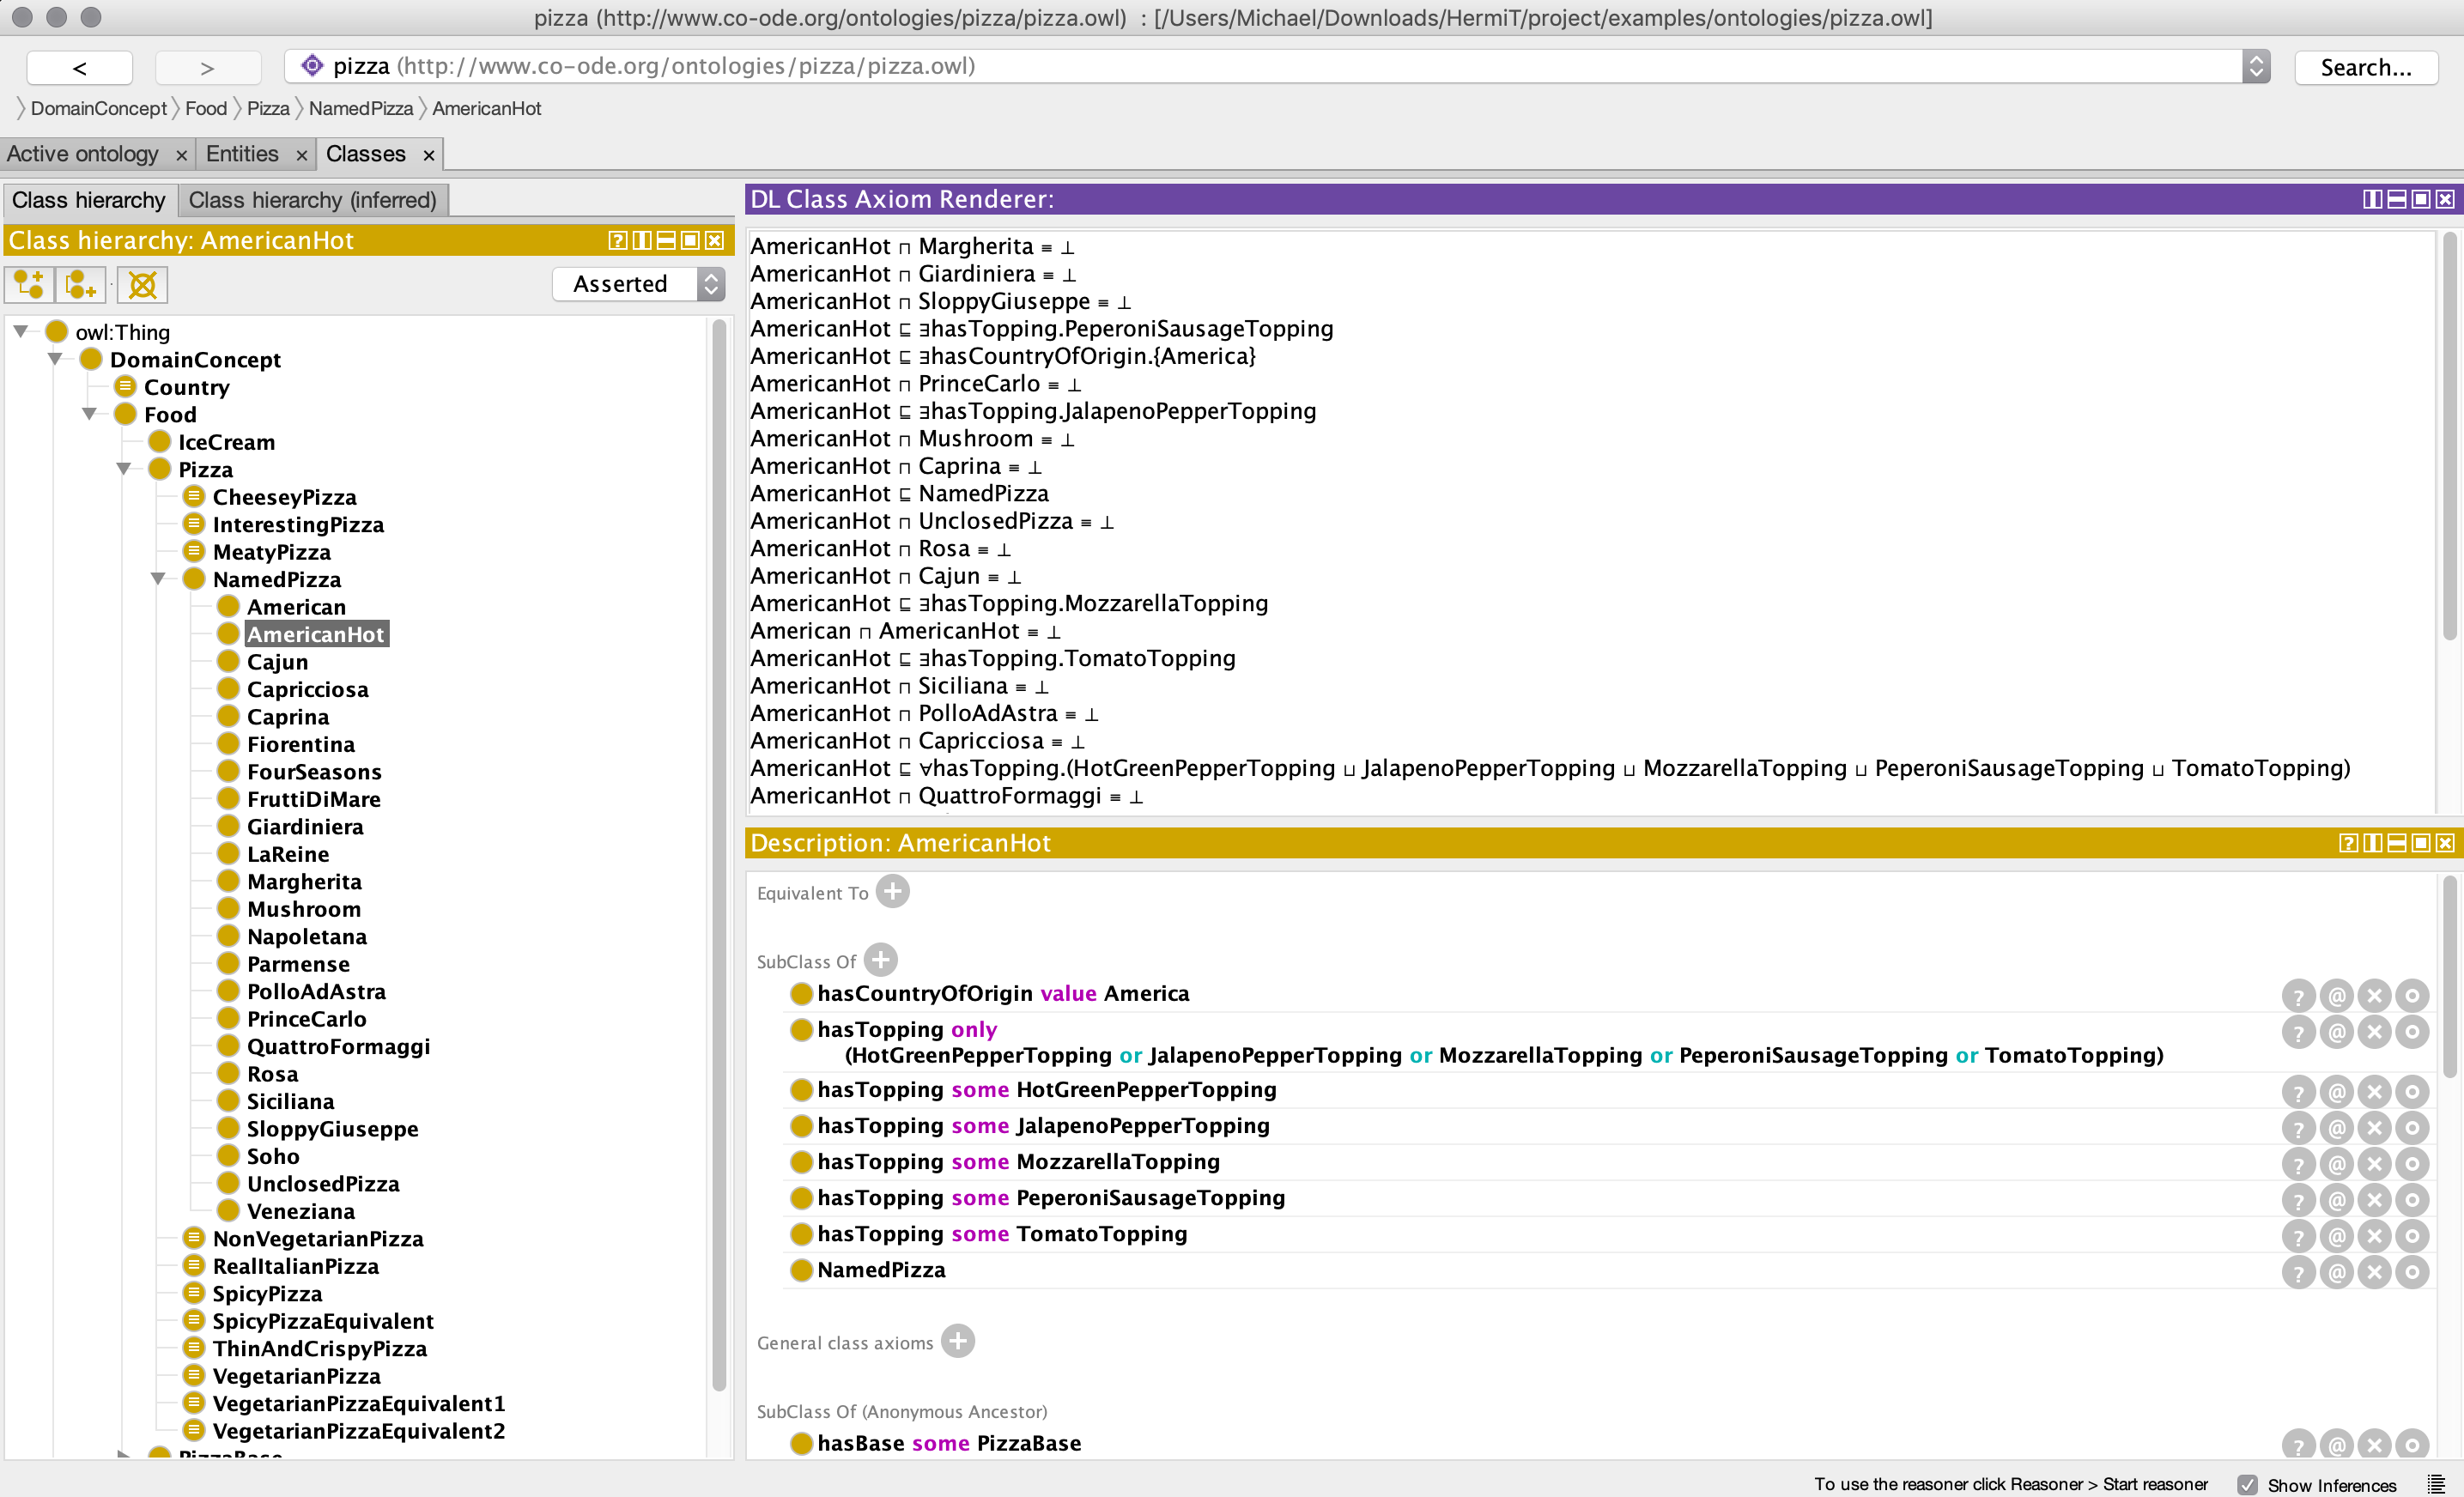 pizza (http://www.co-ode.org/ontologies/pizza/pizza.owl) : [/Users/Michael/Downloads/HermiT/project/examples/ontologies/pizza.owl]
< > pizza (http://www.co-ode.org/ontologies/pizza/pizza.owl) Search...
〉DomainConcept〉Food〉Pizza〉NamedPizza〉AmericanHot
Active ontology × Entities × Classes ×
Class hierarchy Class hierarchy (inferred)
Class hierarchy: AmericanHot
Asserted
owl:Thing
DomainConcept
Country
Food
IceCream
Pizza
CheeseyPizza
InterestingPizza
MeatyPizza
NamedPizza
American
AmericanHot
Cajun
Capricciosa
Caprina
Fiorentina
FourSeasons
FruttiDiMare
Giardiniera
LaReine
Margherita
Mushroom
Napoletana
Parmense
PolloAdAstra
PrinceCarlo
QuattroFormaggi
Rosa
Siciliana
SloppyGiuseppe
Soho
UnclosedPizza
Veneziana
NonVegetarianPizza
RealItalianPizza
SpicyPizza
SpicyPizzaEquivalent
ThinAndCrispyPizza
VegetarianPizza
VegetarianPizzaEquivalent1
VegetarianPizzaEquivalent2
PizzaBase
DL Class Axiom Renderer:
AmericanHot ⊓ Margherita ≡ ⊥
AmericanHot ⊓ Giardiniera ≡ ⊥
AmericanHot ⊓ SloppyGiuseppe ≡ ⊥
AmericanHot ⊑ ∃hasTopping.PeperoniSausageTopping
AmericanHot ⊑ ∃hasCountryOfOrigin.{America}
AmericanHot ⊓ PrinceCarlo ≡ ⊥
AmericanHot ⊑ ∃hasTopping.JalapenoPepperTopping
AmericanHot ⊓ Mushroom ≡ ⊥
AmericanHot ⊓ Caprina ≡ ⊥
AmericanHot ⊑ NamedPizza
AmericanHot ⊓ UnclosedPizza ≡ ⊥
AmericanHot ⊓ Rosa ≡ ⊥
AmericanHot ⊓ Cajun ≡ ⊥
AmericanHot ⊑ ∃hasTopping.MozzarellaTopping
American ⊓ AmericanHot ≡ ⊥
AmericanHot ⊑ ∃hasTopping.TomatoTopping
AmericanHot ⊓ Siciliana ≡ ⊥
AmericanHot ⊓ PolloAdAstra ≡ ⊥
AmericanHot ⊓ Capricciosa ≡ ⊥
AmericanHot ⊑ ∀hasTopping.(HotGreenPepperTopping ⊔ JalapenoPepperTopping ⊔ MozzarellaTopping ⊔ PeperoniSausageTopping ⊔ TomatoTopping)
AmericanHot ⊓ QuattroFormaggi ≡ ⊥
Description: AmericanHot
Equivalent To
SubClass Of
hasCountryOfOrigin value America
hasTopping only
(HotGreenPepperTopping or JalapenoPepperTopping or MozzarellaTopping or PeperoniSausageTopping or TomatoTopping)
hasTopping some HotGreenPepperTopping
hasTopping some JalapenoPepperTopping
hasTopping some MozzarellaTopping
hasTopping some PeperoniSausageTopping
hasTopping some TomatoTopping
NamedPizza
General class axioms
SubClass Of (Anonymous Ancestor)
hasBase some PizzaBase
To use the reasoner click Reasoner > Start reasoner Show Inferences